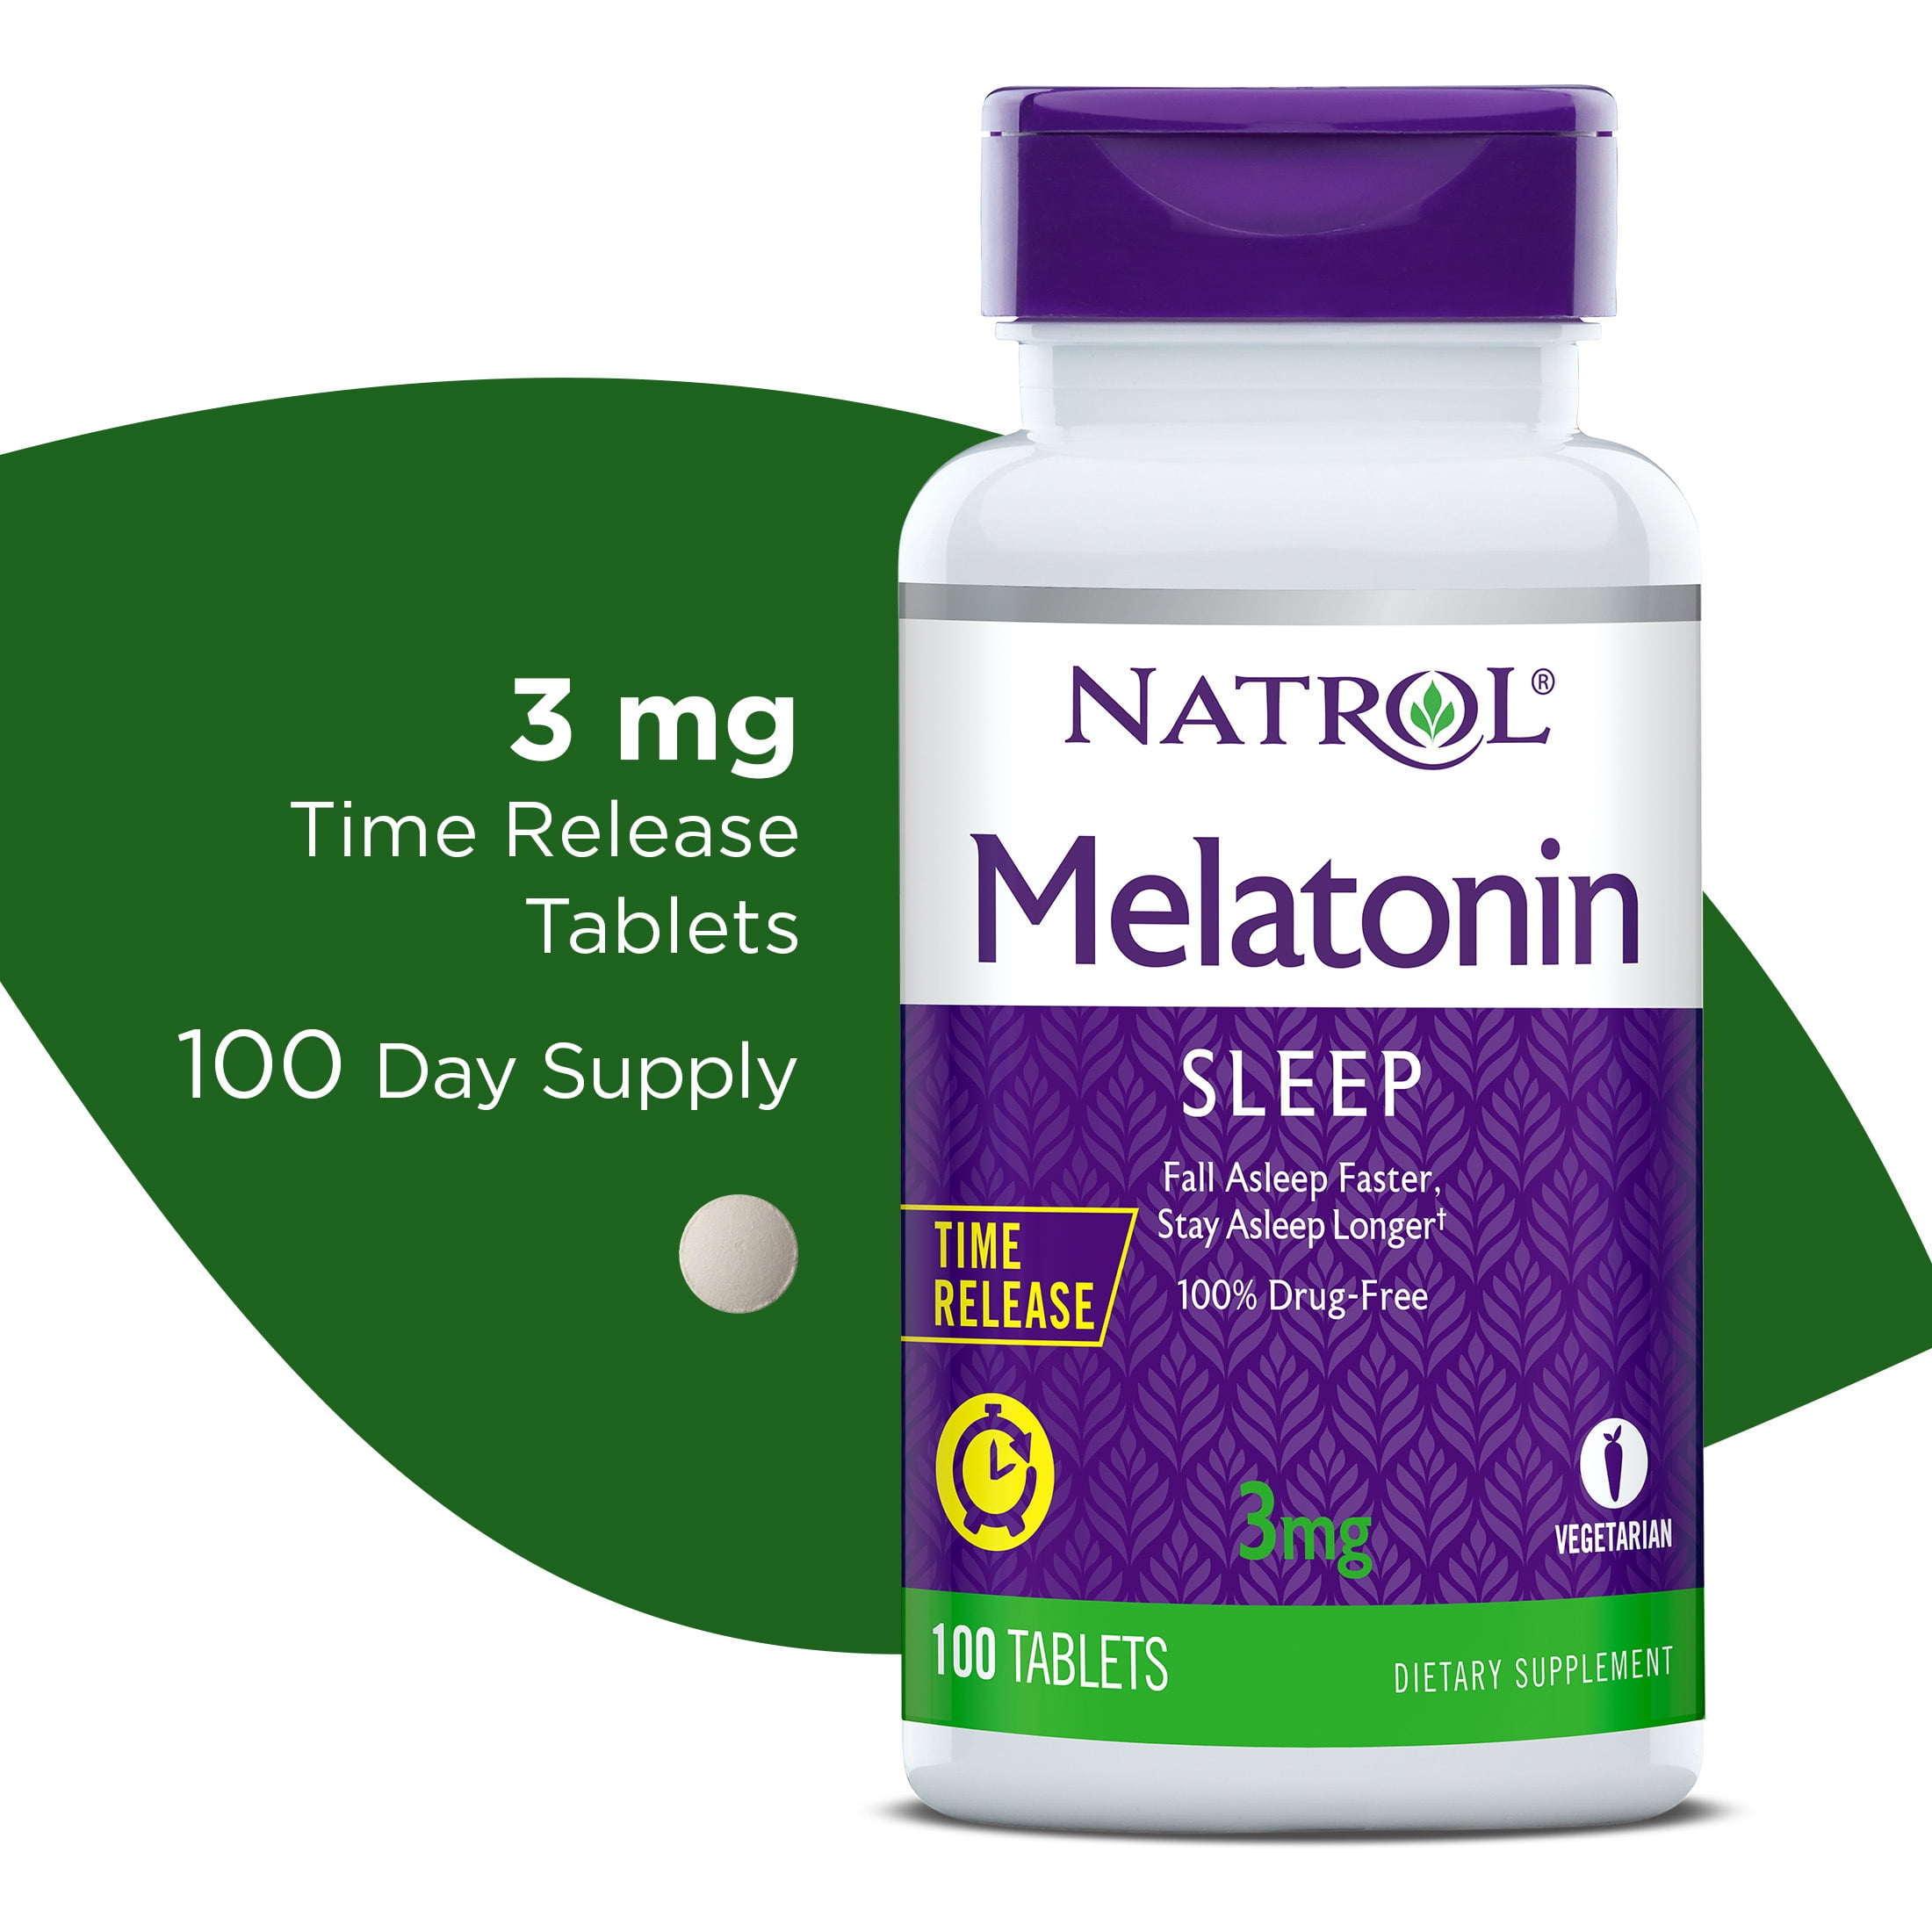 3 mg
Time Release
Tablets
100 Day Supply
NATROL®
Melatonin
SLEEP
Fall Asleep Faster,
Stay Asleep Longer†
100% Drug-Free
TIME
RELEASE
3mg
VEGETARIAN
100 TABLETS
DIETARY SUPPLEMENT